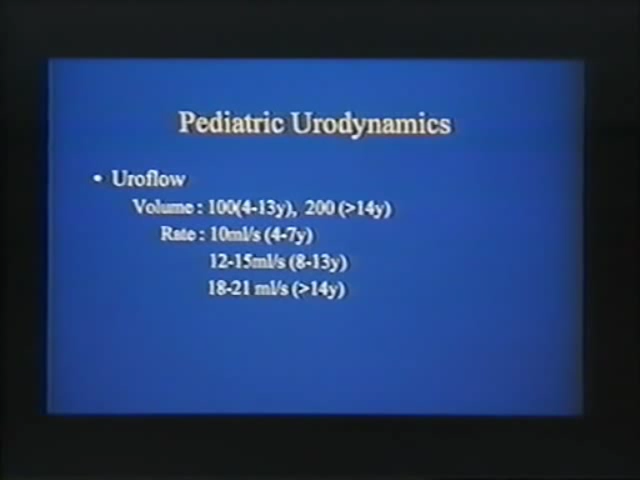 Pediatric Urodynamics
• Uroflow
Volume : 100(4-13y), 200 (>14y)
Rate : 10ml/s (4-7y)
12-15ml/s (8-13y)
18-21 ml/s (>14y)